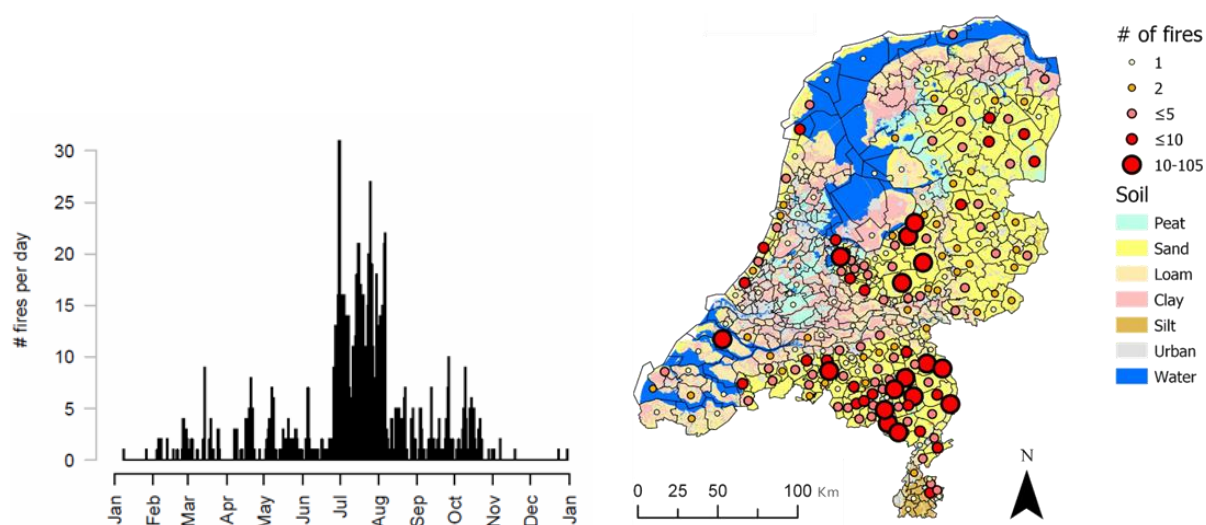 # fires per day
30
25
20
15
10
5
0
Jan
Feb
Mar
Apr
May
Jun
Jul
Aug
Sep
Oct
Nov
Dec
Jan
# of fires
1
2
≤5
≤10
10-105
Soil
Peat
Sand
Loam
Clay
Silt
Urban
Water
N
0 25 50 100 Km